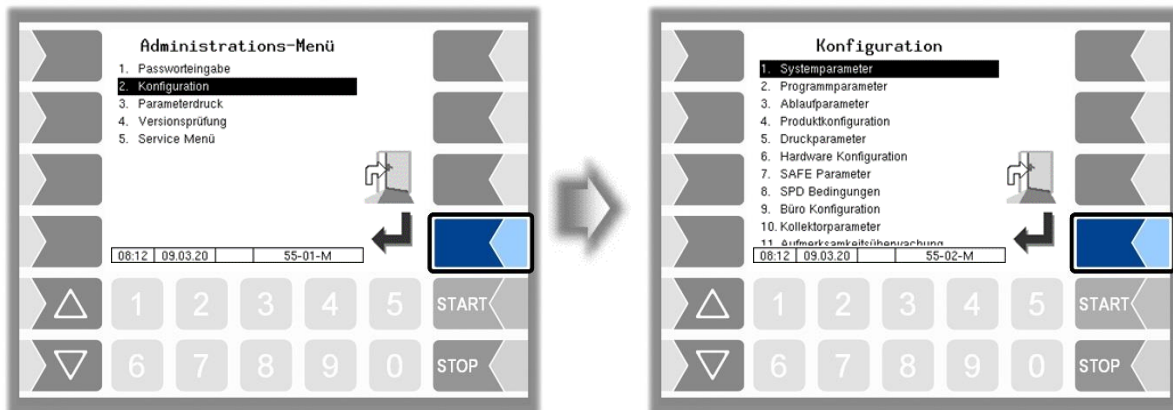 Administrations-Menü
1. Passworteingabe
2. Konfiguration
3. Parameterdruck
4. Versionsprüfung
5. Service Menü
08:12 09.03.20 55-01-M
1 2 3 4 5 START
6 7 8 9 0 STOP
Konfiguration
1. Systemparameter
2. Programmparameter
3. Ablaufparameter
4. Produktkonfiguration
5. Druckparameter
6. Hardware Konfiguration
7. SAFE Parameter
8. SPD Bedingungen
9. Büro Konfiguration
10. Kollektorparameter
11. Aufmerksamkeitsüberwachung
08:12 09.03.20 55-02-M
1 2 3 4 5 START
6 7 8 9 0 STOP